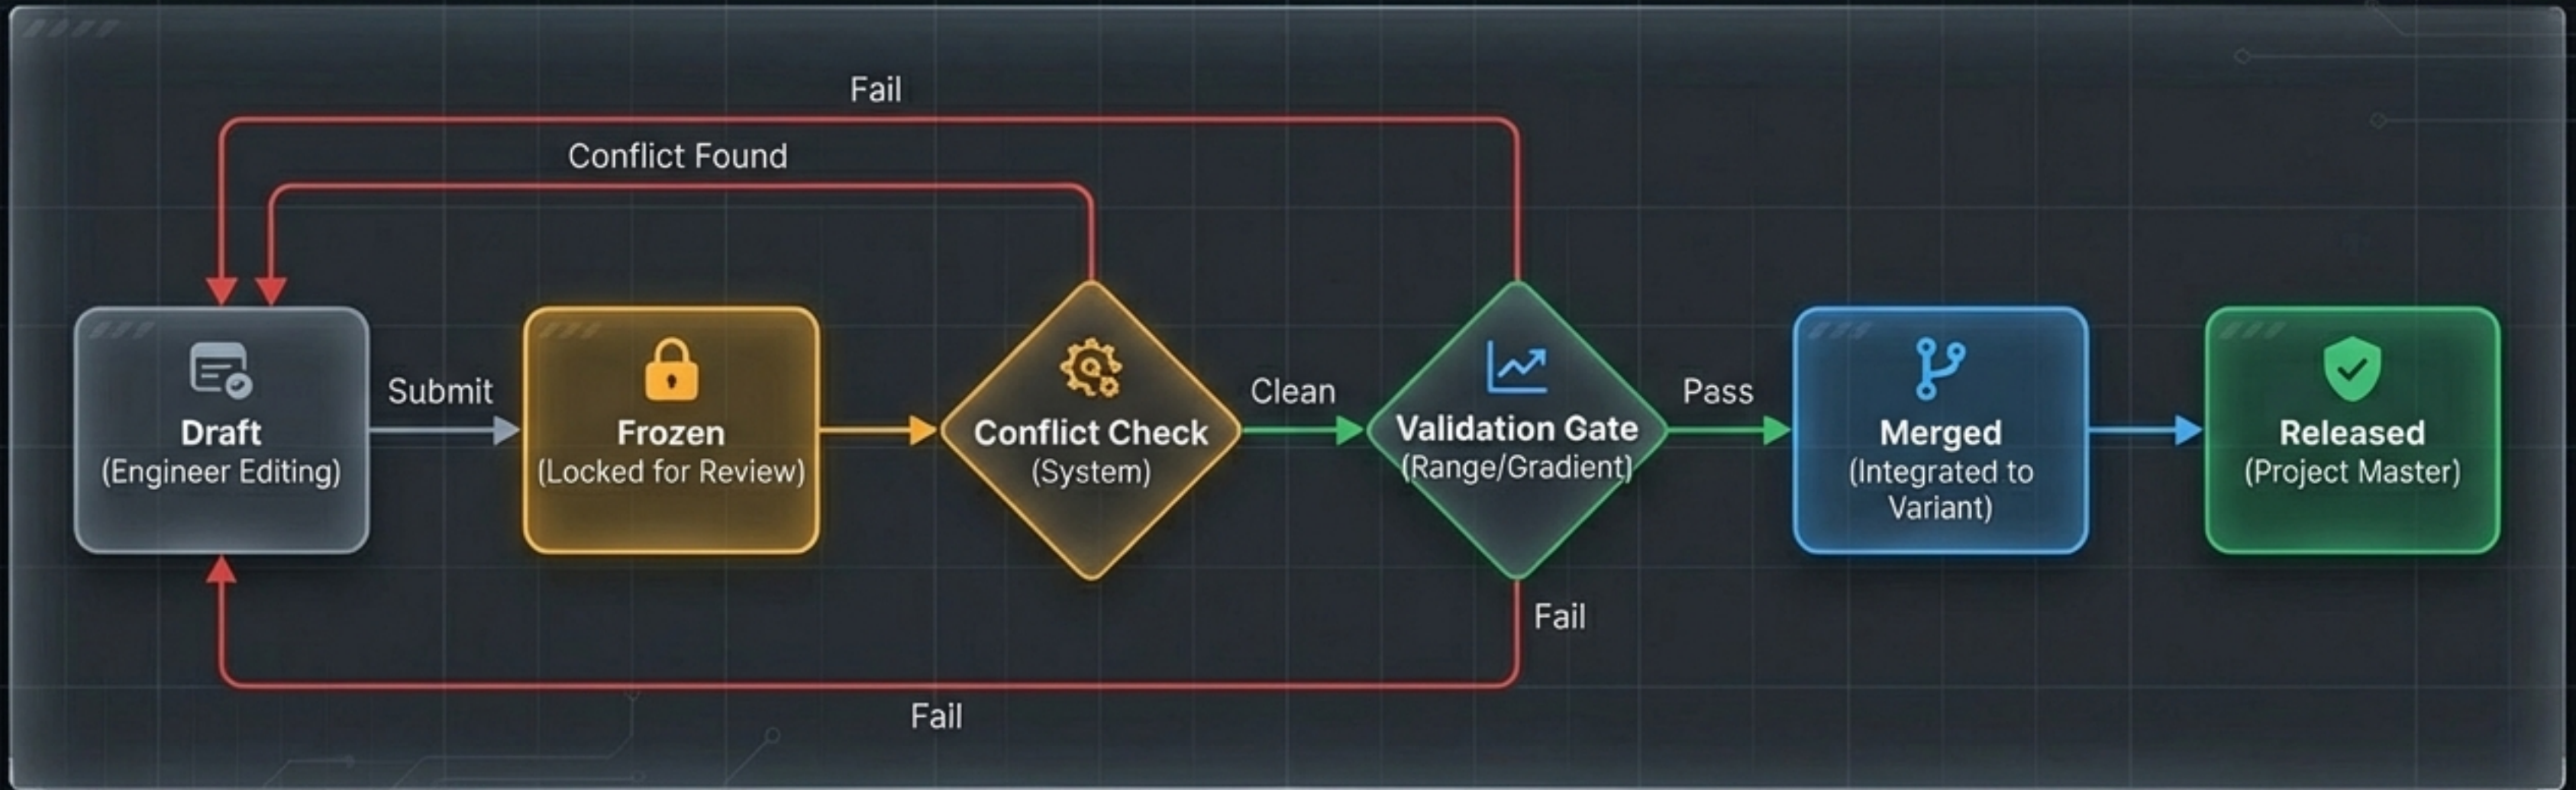 Fail
Conflict Found
Draft
(Engineer Editing)
Submit
Frozen
(Locked for Review)
Conflict Check
(System)
Clean
Validation Gate
(Range/Gradient)
Pass
Merged
(Integrated to
Variant)
Released
(Project Master)
Fail
Fail